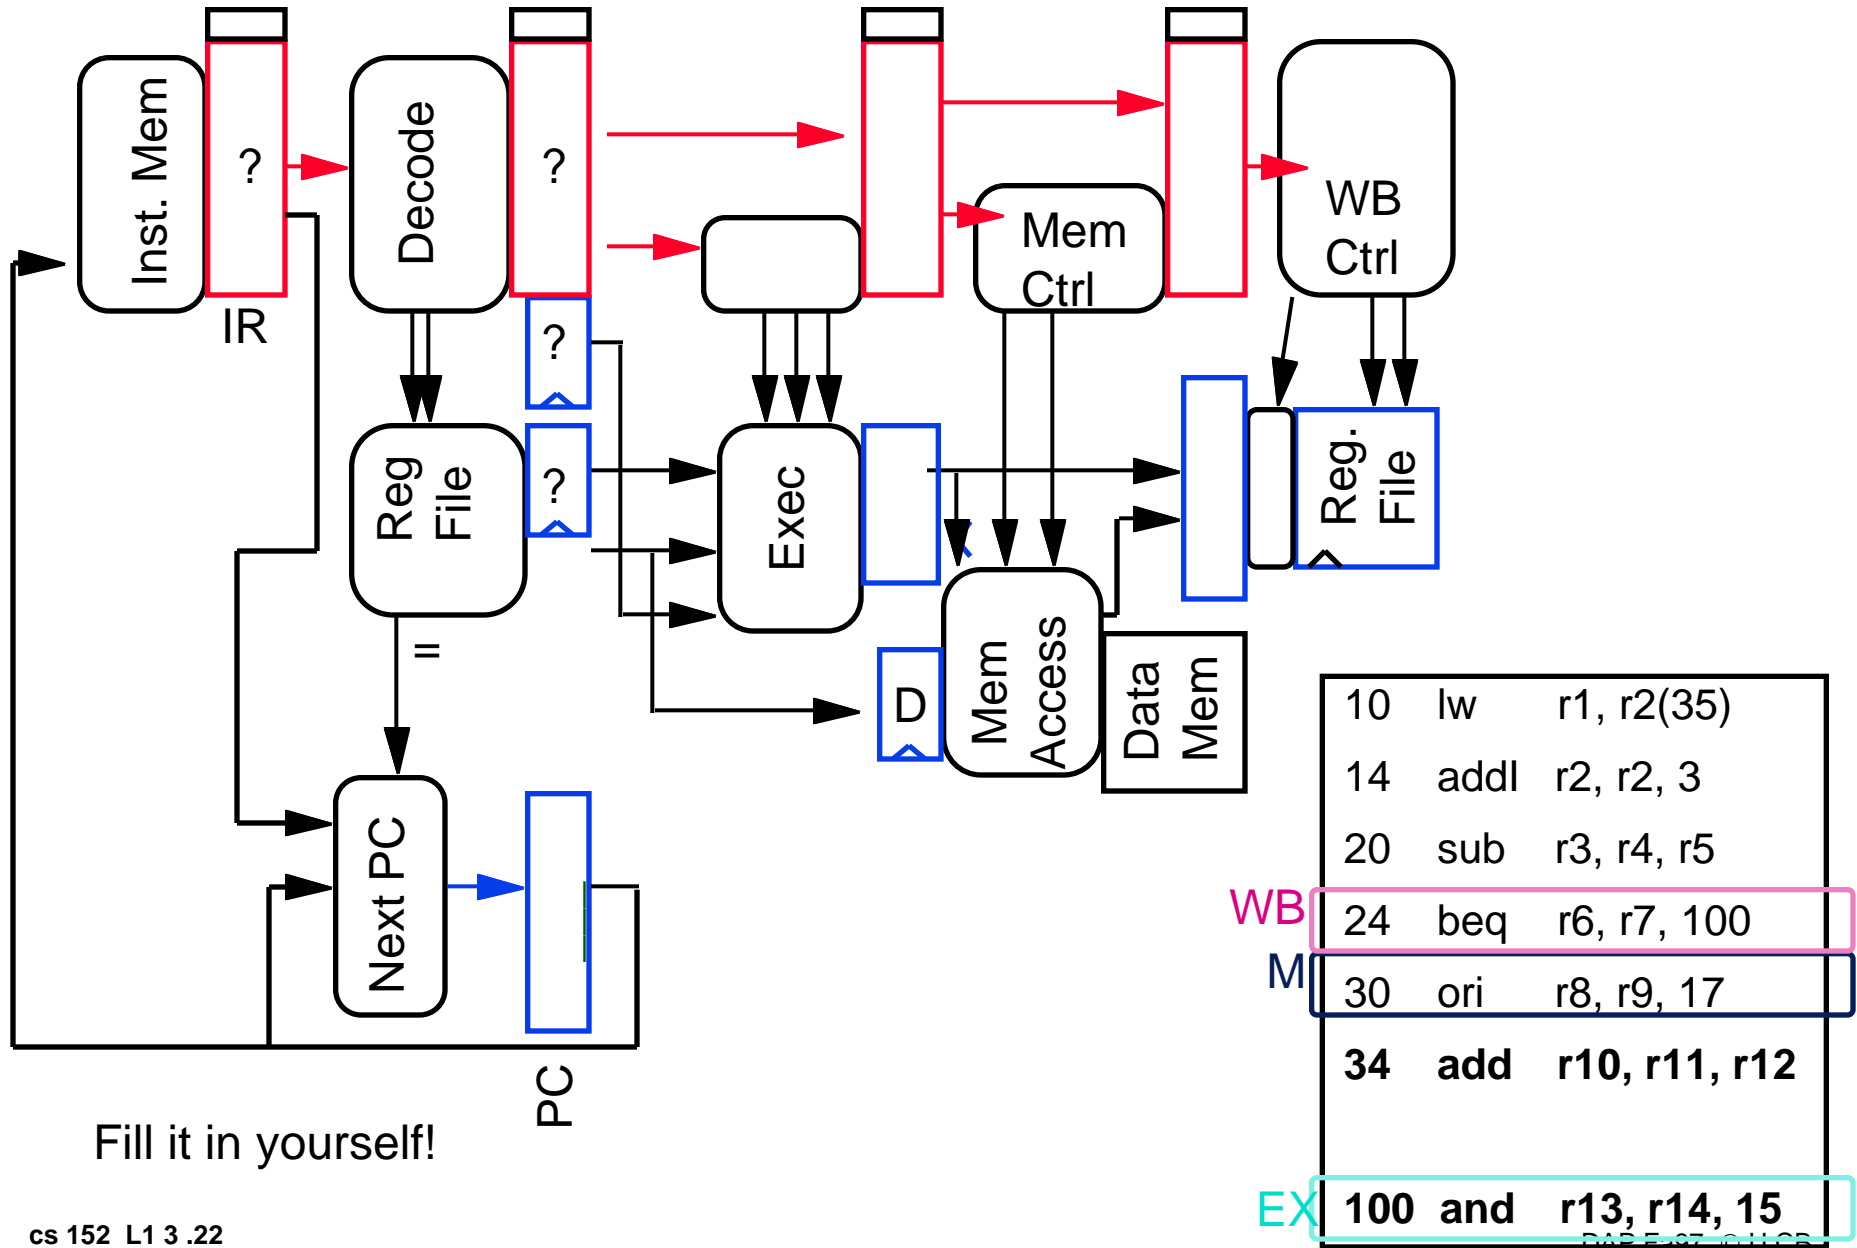 Inst. Mem
?
IR
Decode
?
?
?
Reg
File
=
Next PC
PC
Exec
Mem
Ctrl
WB
Ctrl
D
Mem
Access
Data
Mem
Reg.
File
10 lw r1, r2(35)
14 addI r2, r2, 3
20 sub r3, r4, r5
WB 24 beq r6, r7, 100
M 30 ori r8, r9, 17
34 add r10, r11, r12
EX 100 and r13, r14, 15
Fill it in yourself!
cs 152 L1 3 .22